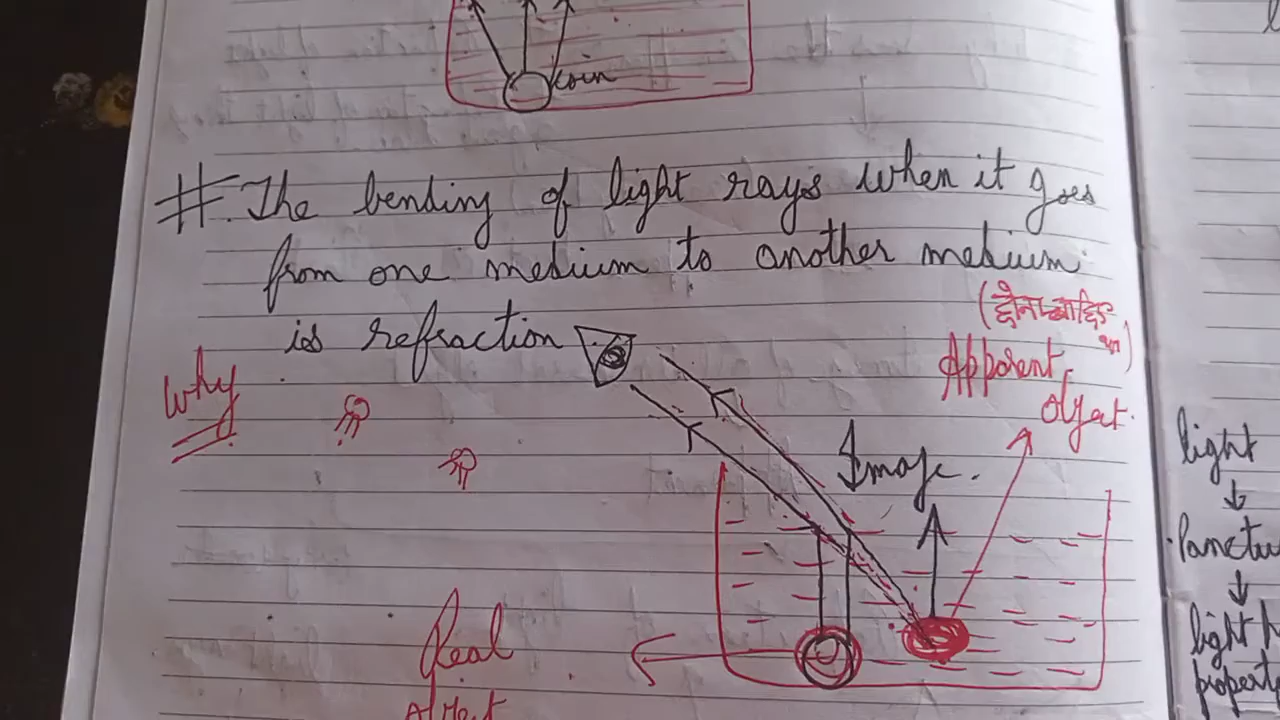 coin
# The bending of light rays when it goes
from one medium to another medium
is refraction
Why
Apparent
object.
Image.
Real
light
↓
↓
light